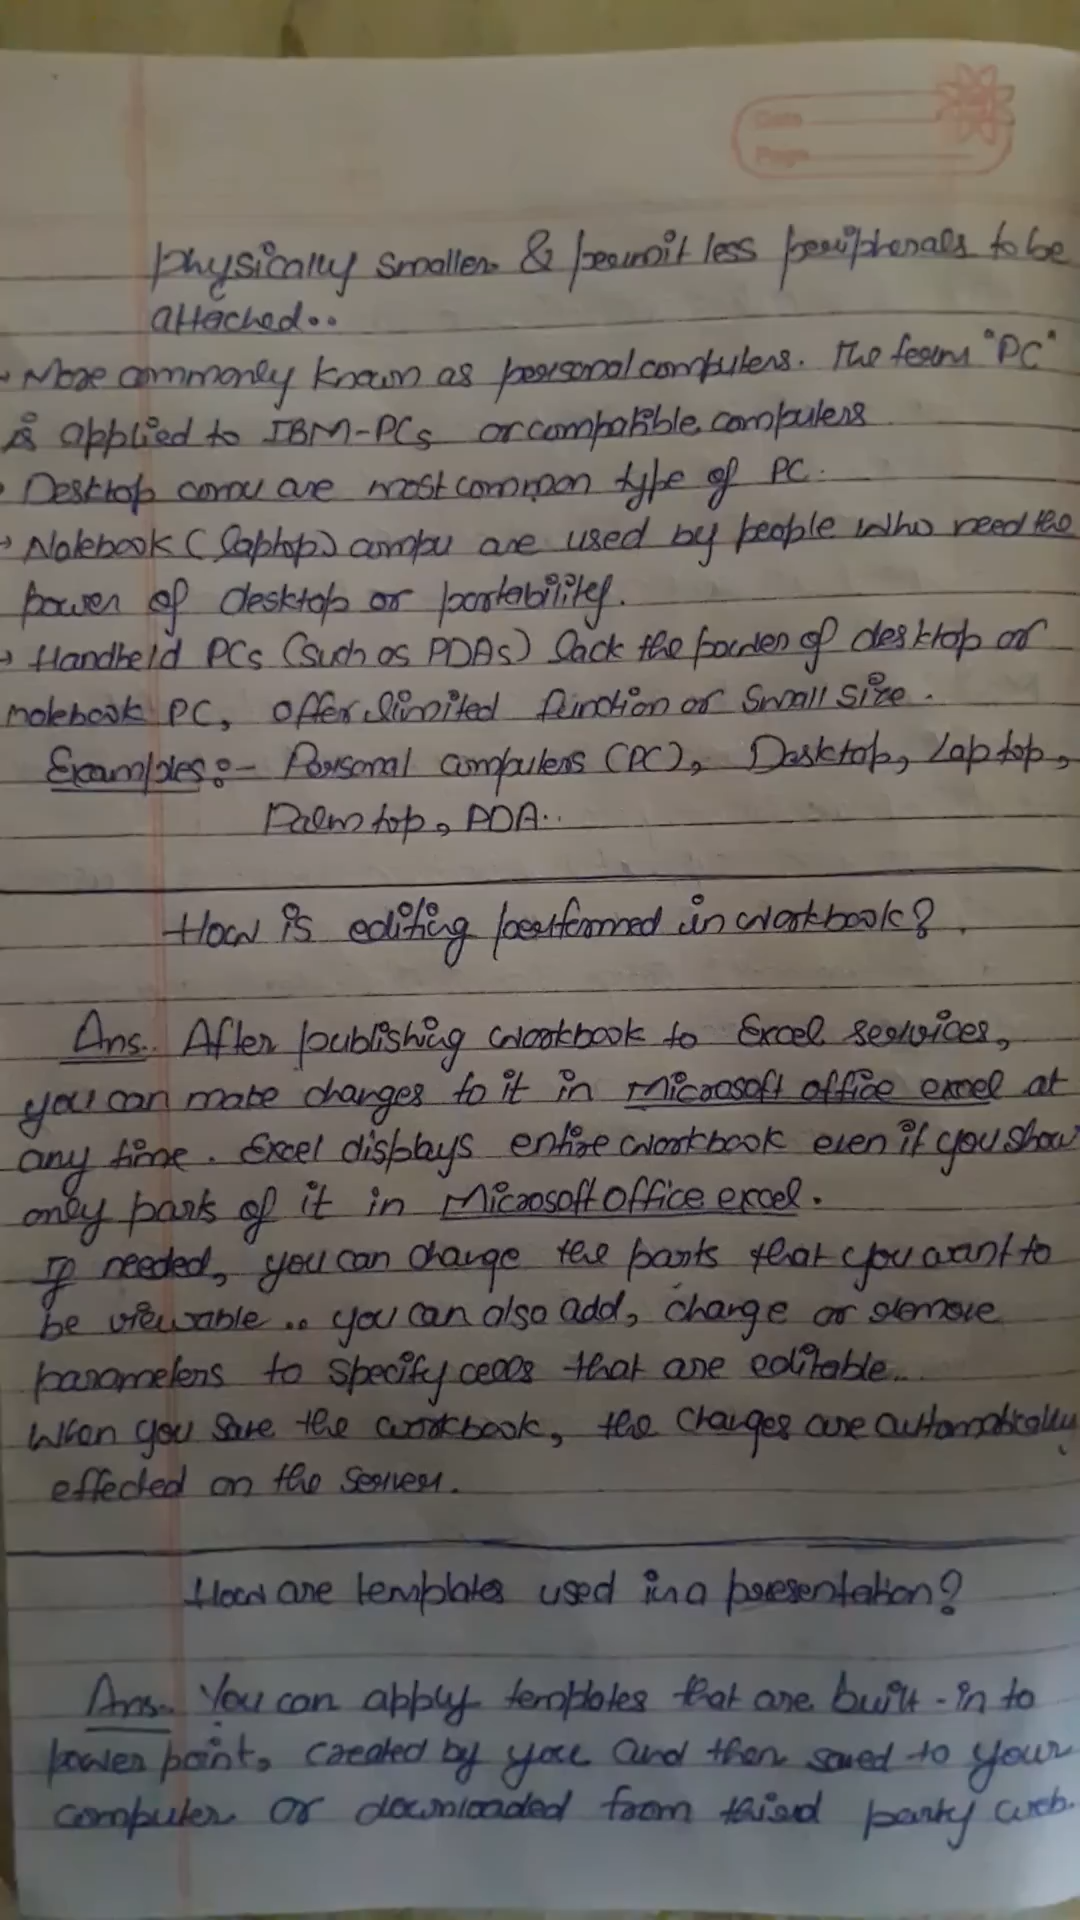 Date
Page
physically smaller & permit less peripherals to be
attached..
→ More commonly known as personal computers. The term "PC"
is applied to IBM-PCs or compatible computers
→ Desktop comu are most common type of PC.
→ Notebook (laptop) compu are used by people who need the
power of desktop or portability.
→ Handheld PCs (such as PDAs) lack the power of desktop or
notebook PC, offer limited function or small size.
Examples:- Personal computers (PC), Desktop, Laptop,
Palm top, PDA..
How is editing performed in workbook?
Ans. After publishing workbook to Excel services,
you can make changes to it in Microsoft office excel at
any time. Excel displays entire workbook even if you show
only parts of it in Microsoft office excel.
If needed, you can change the parts that you want to
be viewable.. you can also add, change or remove
parameters to specify cells that are editable..
When you save the workbook, the changes are automatically
effected on the server.
How are templates used in a presentation?
Ans. You can apply templates that are built-in to
power point, created by you and then saved to your
computer or downloaded from third party web.